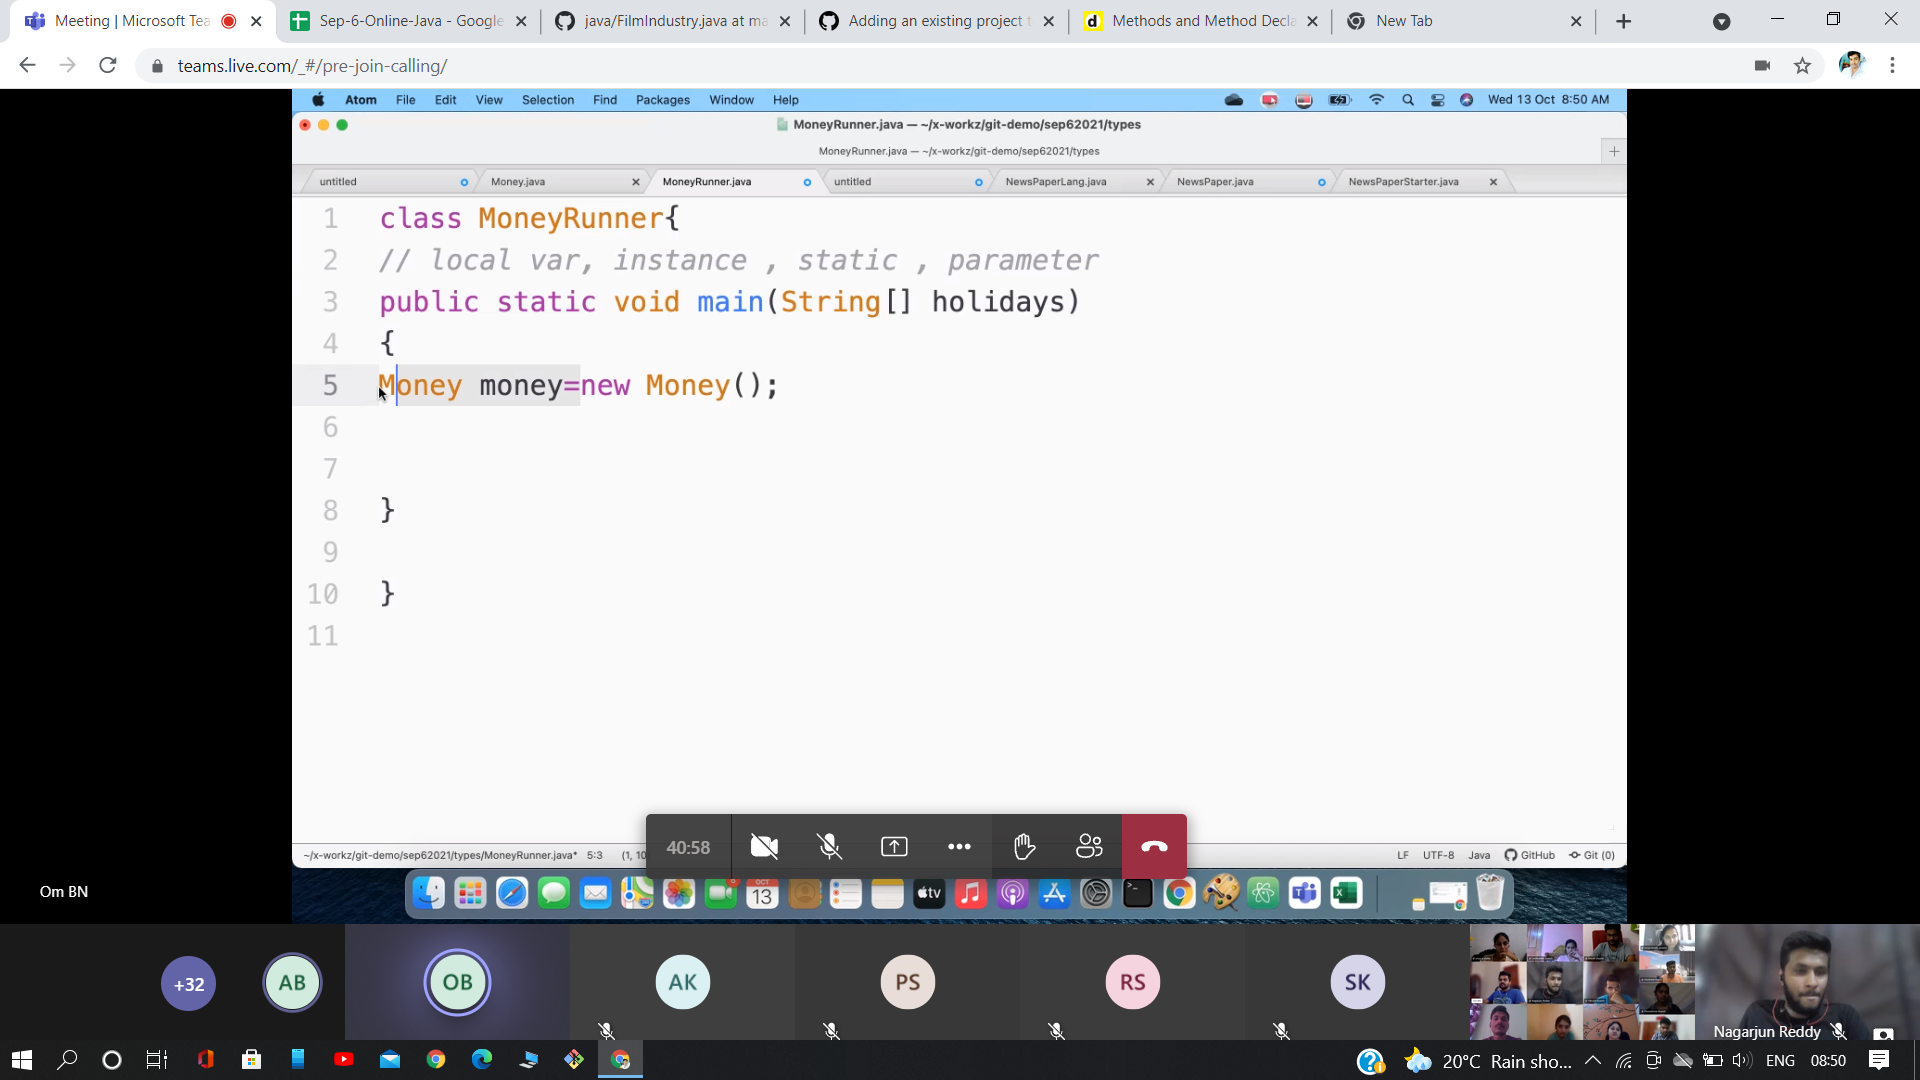 Meeting | Microsoft Tea
Sep-6-Online-Java - Google
java/FilmIndustry.java at ma
Adding an existing project t
Methods and Method Decla
New Tab
teams.live.com/_#/pre-join-calling/
Atom File Edit View Selection Find Packages Window Help
Wed 13 Oct 8:50 AM
MoneyRunner.java — ~/x-workz/git-demo/sep62021/types
MoneyRunner.java — ~/x-workz/git-demo/sep62021/types
untitled
Money.java
MoneyRunner.java
untitled
NewsPaperLang.java
NewsPaper.java
NewsPaperStarter.java
1 class MoneyRunner{
2 // local var, instance , static , parameter
3 public static void main(String[] holidays)
4 {
5 Money money=new Money();
6
7
8 }
9
10 }
11
~/x-workz/git-demo/sep62021/types/MoneyRunner.java* 5:3 (1, 10
LF UTF-8 Java GitHub Git (0)
40:58
Om BN
OCT
13
tv
+32
AB
OB
AK
PS
RS
SK
Nagarjun Reddy
20°C Rain sho...
ENG
08:50